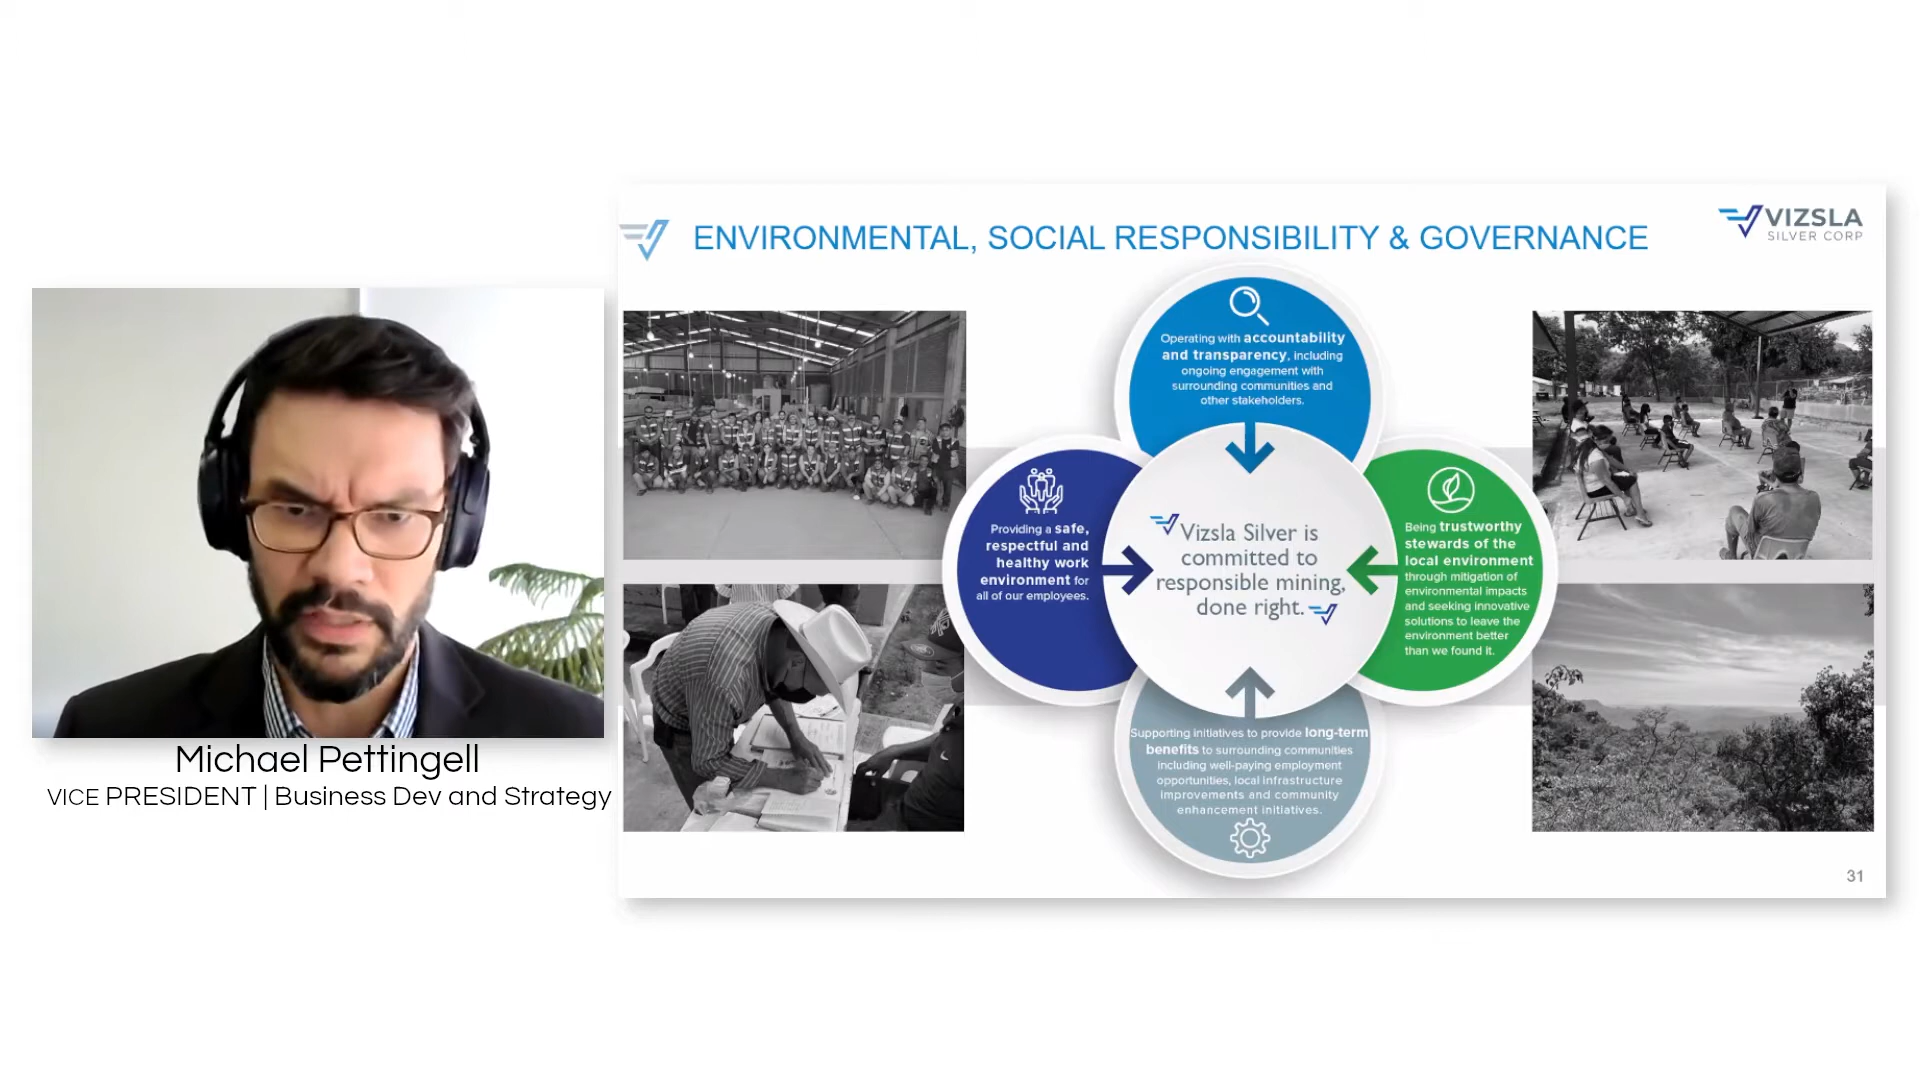 ENVIRONMENTAL, SOCIAL RESPONSIBILITY & GOVERNANCE
VIZSLA
SILVER CORP
Operating with accountability
and transparency, including
ongoing engagement with
surrounding communities and
other stakeholders.
Providing a safe,
respectful and
healthy work
environment for
all of our employees.
Vizsla Silver is
committed to
responsible mining,
done right.
Being trustworthy
stewards of the
local environment
through mitigation of
environmental impacts
and seeking innovative
solutions to leave the
environment better
than we found it.
Supporting initiatives to provide long-term
benefits to surrounding communities
including well-paying employment
opportunities, local infrastructure
improvements and community
enhancement initiatives.
31
Michael Pettingell
VICE PRESIDENT | Business Dev and Strategy